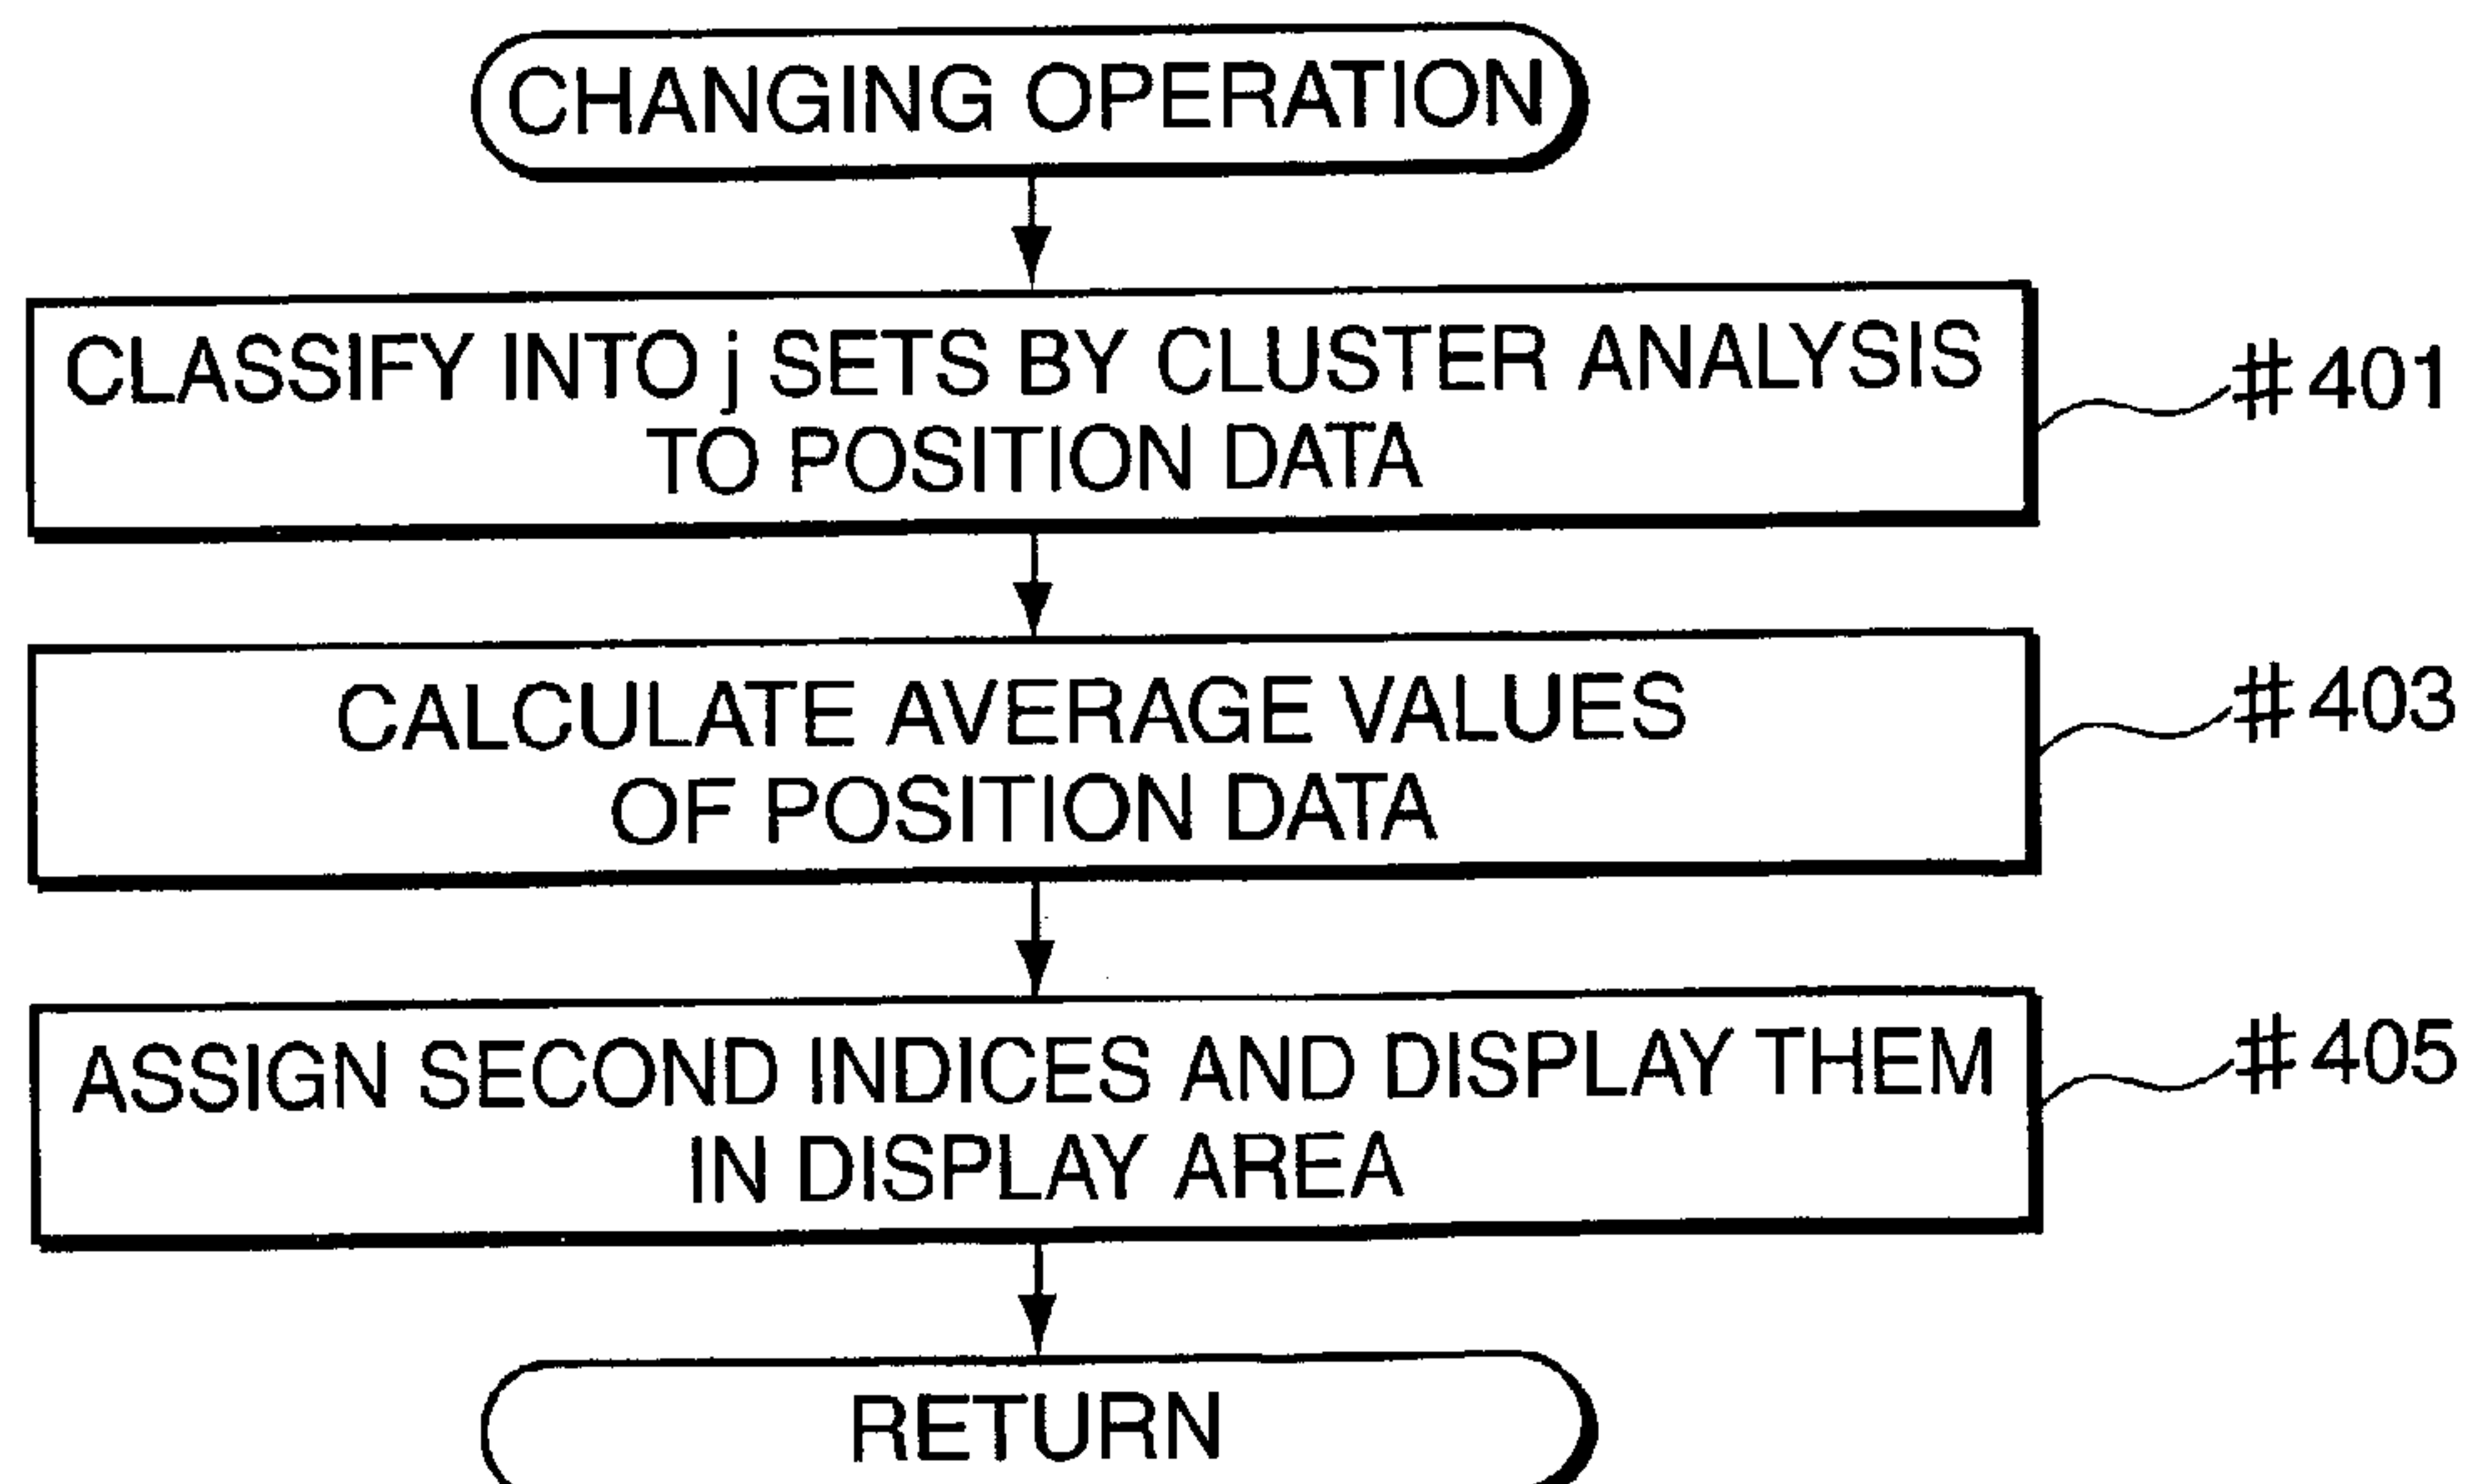 CHANGING OPERATION
CLASSIFY INTO j SETS BY CLUSTER ANALYSIS
TO POSITION DATA
#401
CALCULATE AVERAGE VALUES
OF POSITION DATA
#403
ASSIGN SECOND INDICES AND DISPLAY THEM
IN DISPLAY AREA
#405
RETURN